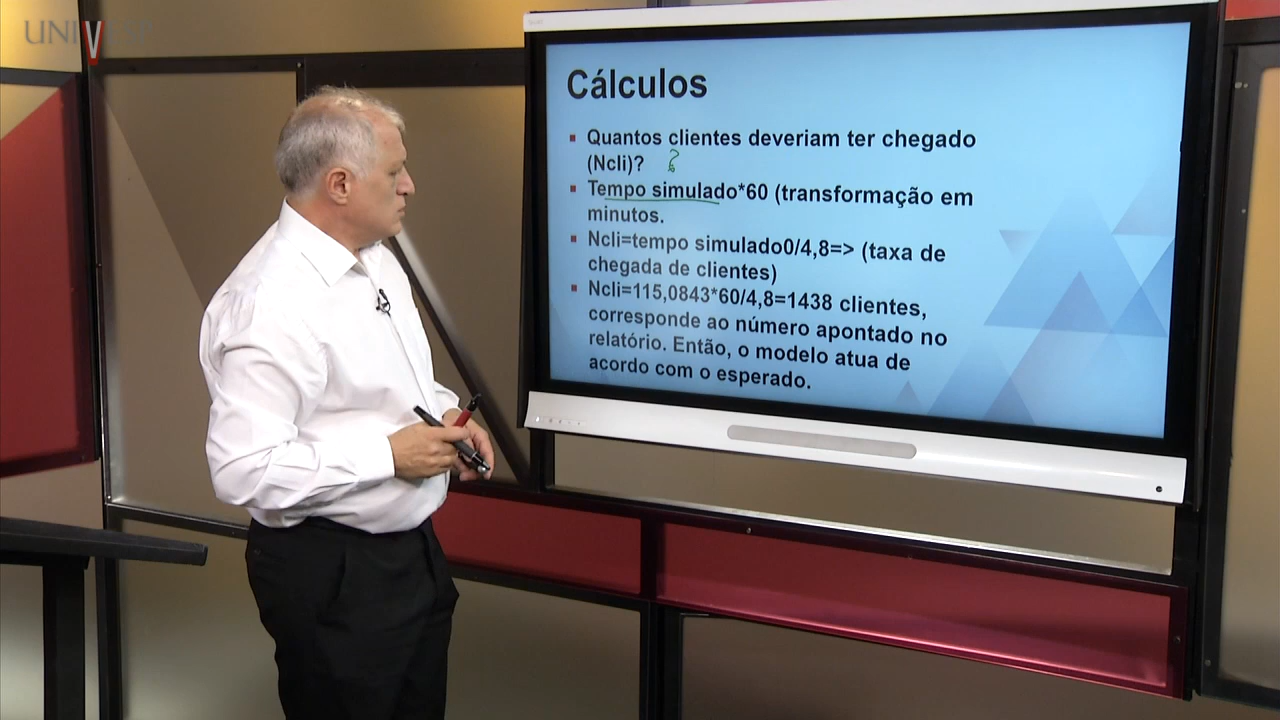 UNIVESP
Cálculos
Quantos clientes deveriam ter chegado
(Ncli)? ?
Tempo simulado*60 (transformação em
minutos.
Ncli=tempo simulado0/4,8=> (taxa de
chegada de clientes)
Ncli=115,0843*60/4,8=1438 clientes,
corresponde ao número apontado no
relatório. Então, o modelo atua de
acordo com o esperado.